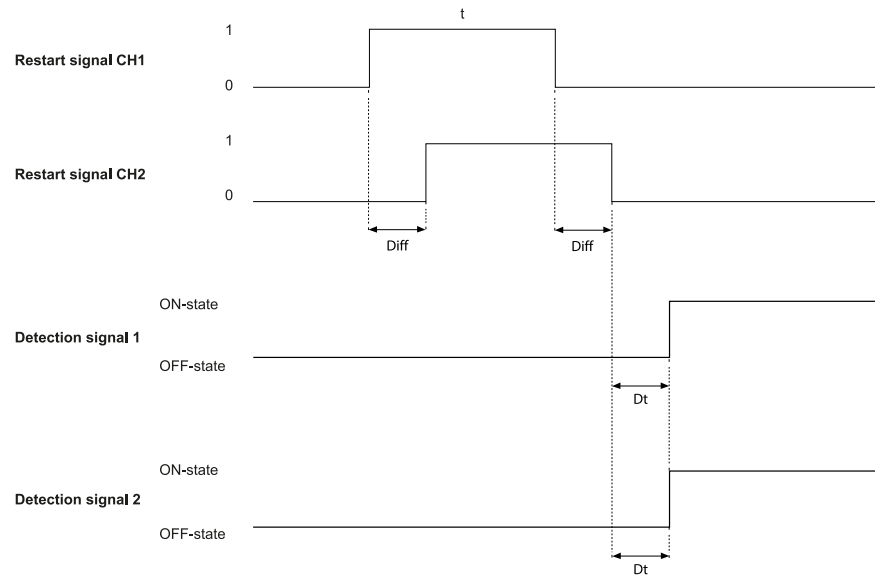 t
1
Restart signal CH1
0
1
Restart signal CH2
0
Diff
Diff
ON-state
Detection signal 1
OFF-state
Dt
ON-state
Detection signal 2
OFF-state
Dt